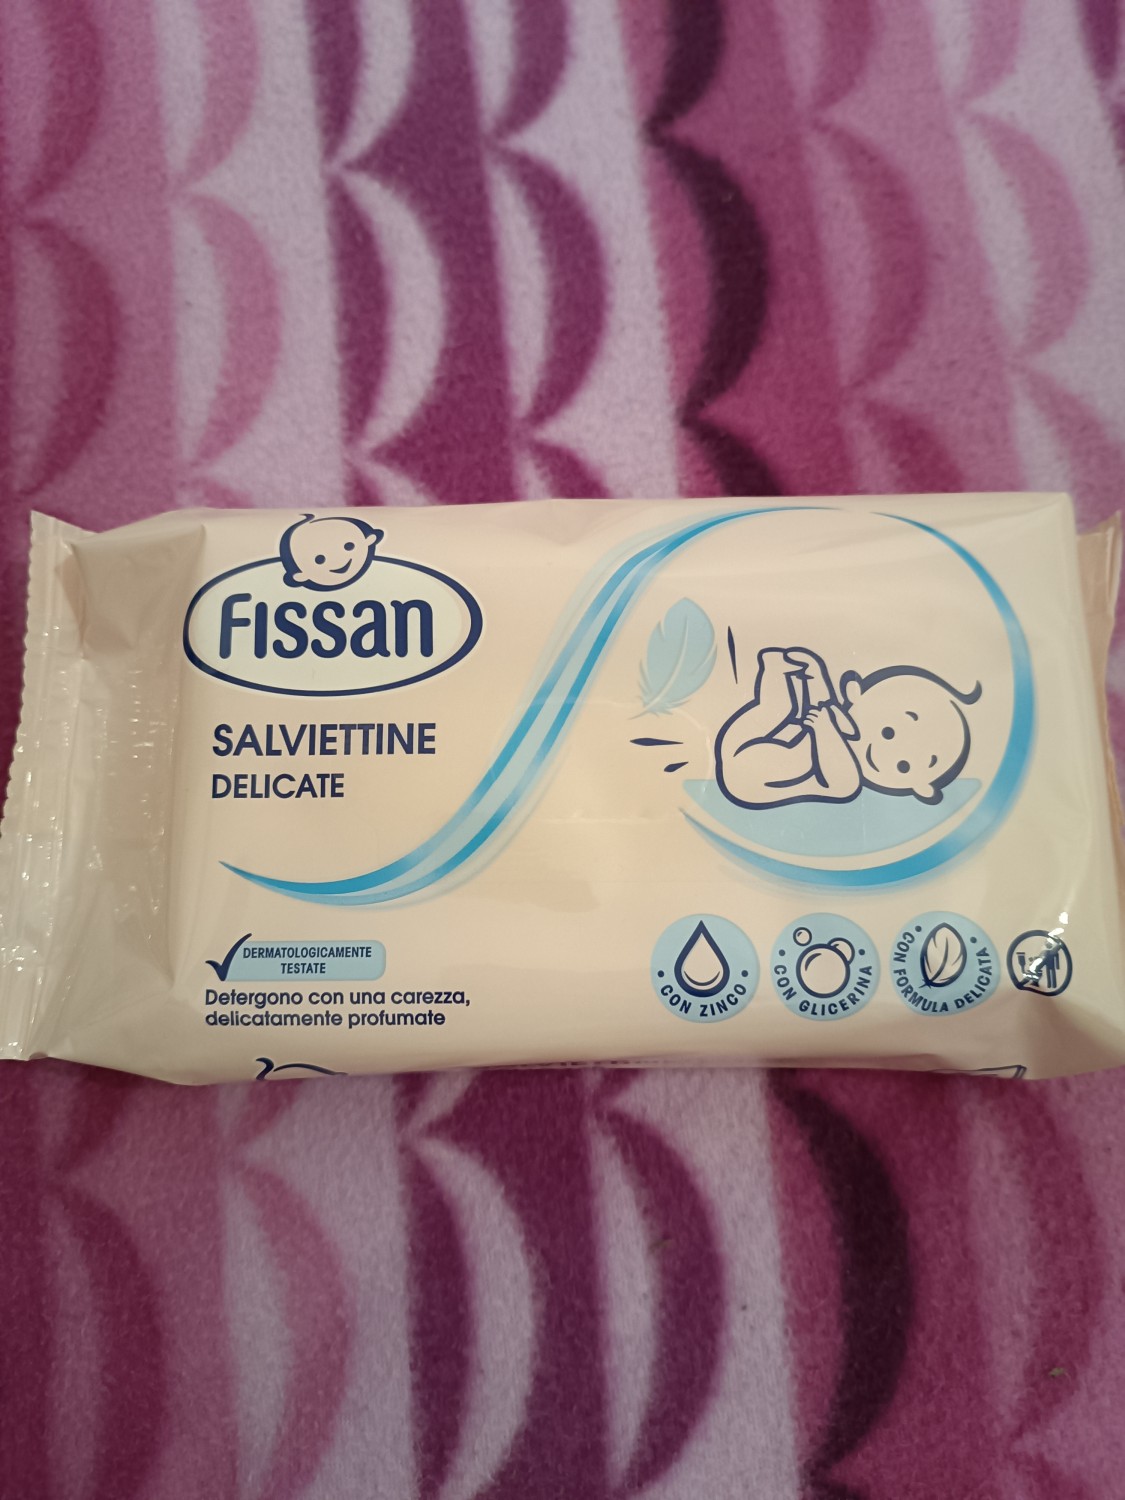 Fissan
SALVIETTINE
DELICATE
DERMATOLOGICAMENTE
TESTATE
Detergono con una carezza,
delicatamente profumate
• CON ZINCO •
• CON GLICERINA •
• CON FORMULA DELICATA •